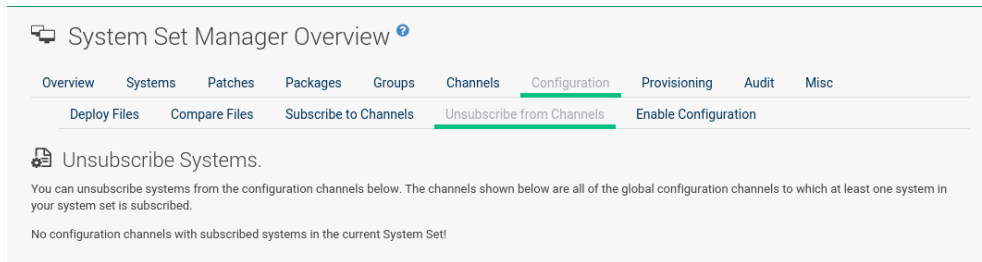 System Set Manager Overview ?
Overview Systems Patches Packages Groups Channels Configuration Provisioning Audit Misc
Deploy Files Compare Files Subscribe to Channels Unsubscribe from Channels Enable Configuration
Unsubscribe Systems.
You can unsubscribe systems from the configuration channels below. The channels shown below are all of the global configuration channels to which at least one system in
your system set is subscribed.
No configuration channels with subscribed systems in the current System Set!